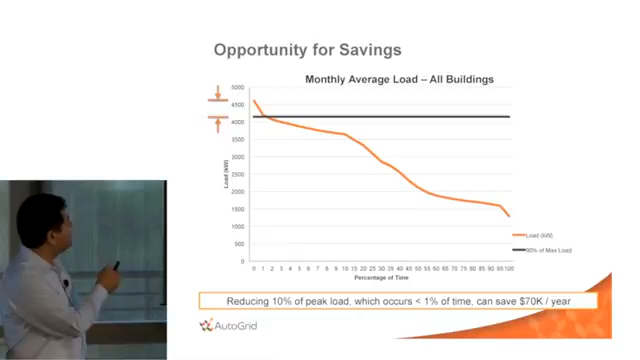 Opportunity for Savings
Monthly Average Load – All Buildings
5000
4500
4000
3500
3000
2500
2000
1500
1000
500
0
Load (kW)
0 1 2 3 4 5 6 7 8 9 10 15 20 25 30 35 40 45 50 55 60 65 70 75 80 85 90 95 100
Percentage of Time
Load (kW)
90% of Max Load
Reducing 10% of peak load, which occurs < 1% of time, can save $70K / year
AutoGrid